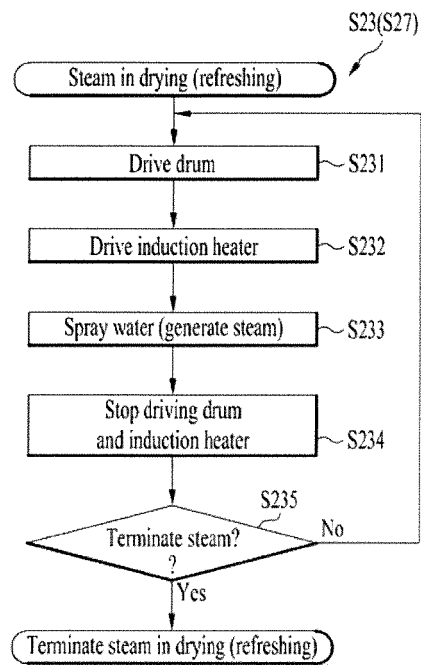 S23(S27)
Steam in drying (refreshing)
Drive drum
S231
Drive induction heater
S232
Spray water (generate steam)
S233
Stop driving drum
and induction heater
S234
S235
Terminate steam?
?
No
Yes
Terminate steam in drying (refreshing)